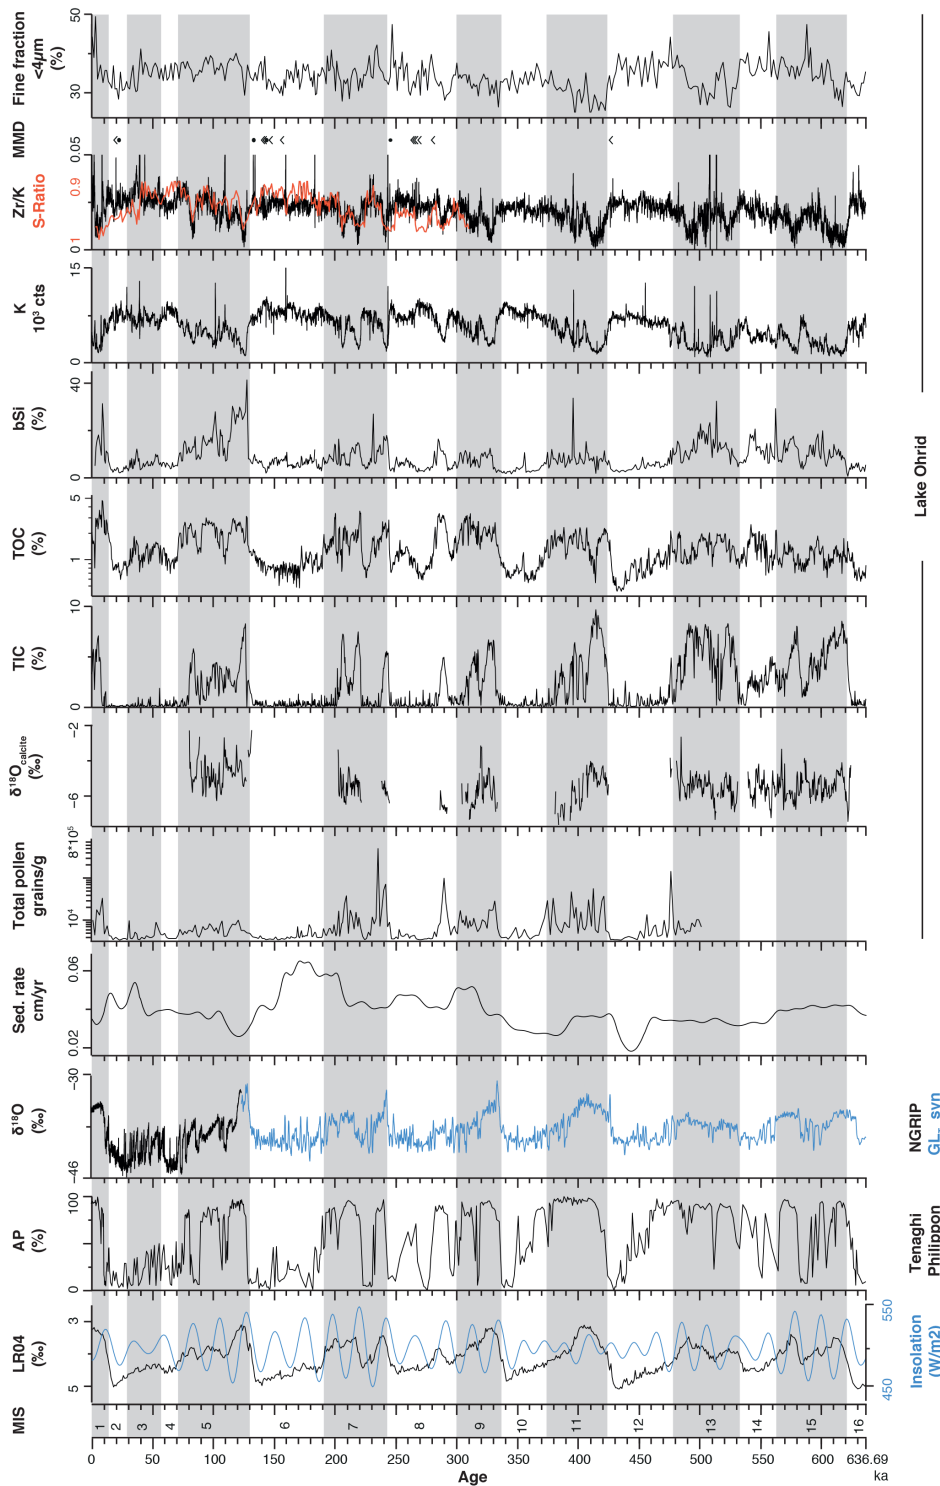 Fine fraction
<4µm
(%)
50
30
MMD
Zr/K
S-Ratio
0.05
0
0.9
1
K
10³ cts
15
0
bSi
(%)
40
0
TOC
(%)
5
1
TIC
(%)
10
0
δ¹⁸Ocalcite
(‰)
−2
−6
Total pollen
grains/g
8*10⁵
10⁴
Sed. rate
cm/yr
0.06
0.02
δ¹⁸O
(‰)
−30
−46
AP
(%)
100
0
LR04
(‰)
3
5
550
450
MIS
1
2
3
4
5
6
7
8
9
10
11
12
13
14
15
16
0 50 100 150 200 250 300 350 400 450 500 550 600 636.69
Age
ka
Lake Ohrid
NGRIP
GL_syn
Tenaghi
Philippon
Insolation
(W/m2)